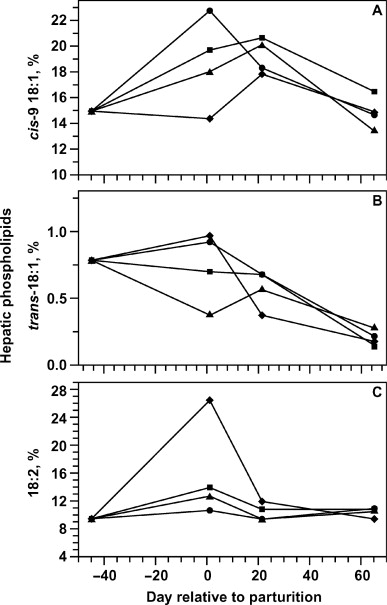 A
22
20
18
16
14
12
10
cis-9 18:1, %
B
1.0
0.5
0.0
trans-18:1, %
Hepatic phospholipids
C
28
24
20
16
12
8
4
18:2, %
−40 −20 0 20 40 60
Day relative to parturition